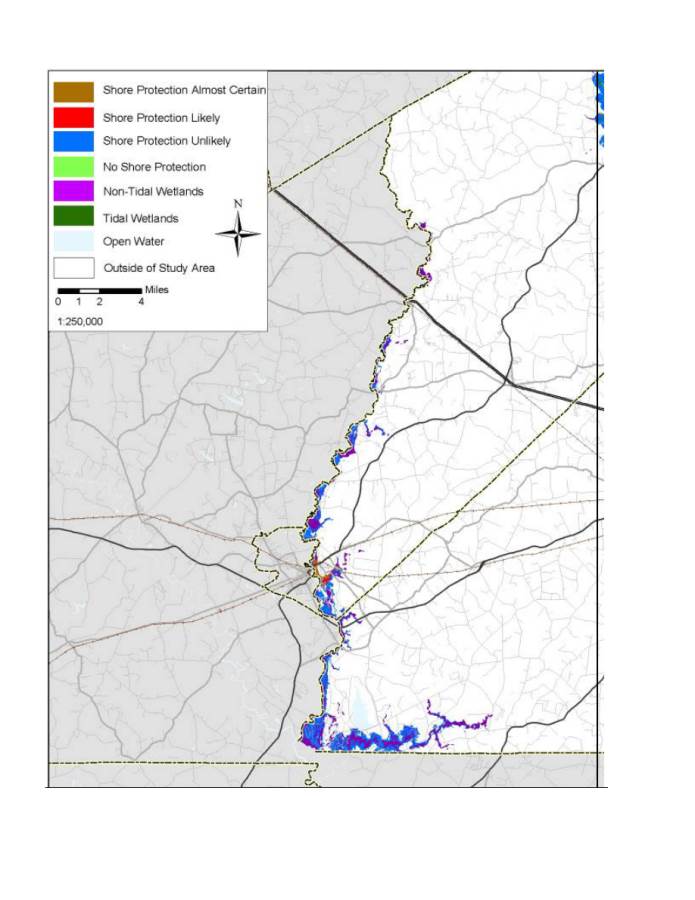 Shore Protection Almost Certain
Shore Protection Likely
Shore Protection Unlikely
No Shore Protection
Non-Tidal Wetlands
Tidal Wetlands
Open Water
Outside of Study Area
N
Miles
0 1 2 4
1:250,000